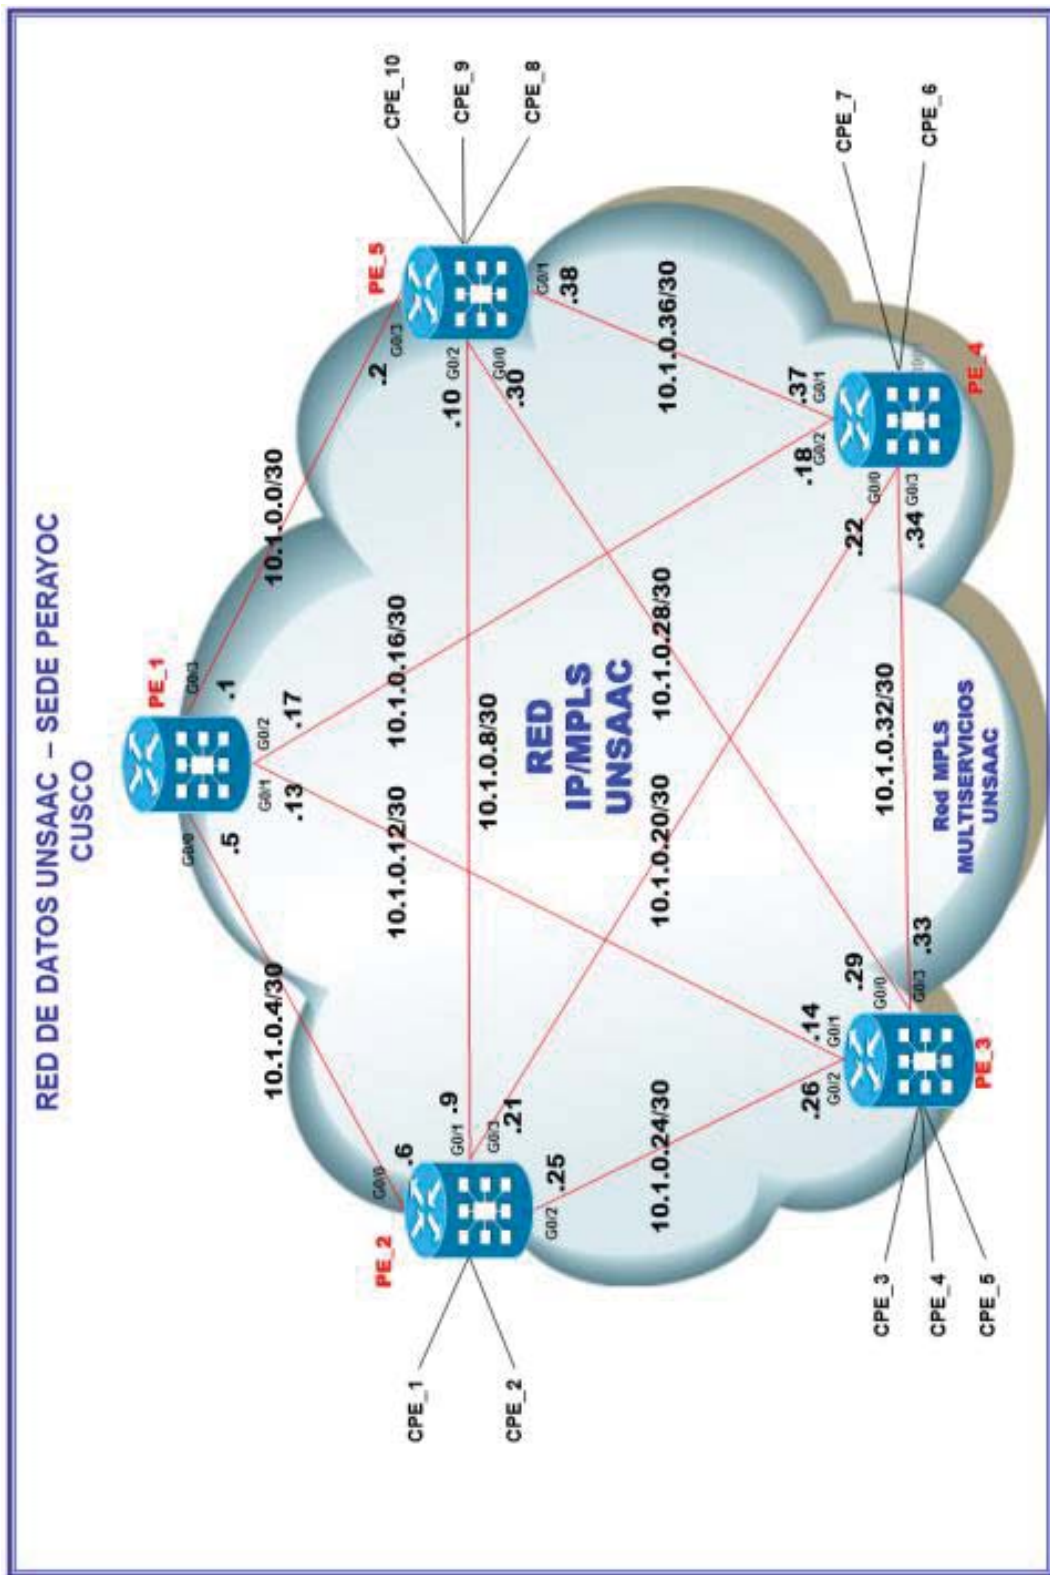 RED DE DATOS UNSAAC – SEDE PERAYOC
CUSCO
PE_1
G0/0
G0/3
.5
.1
G0/1
G0/2
.13
.17
10.1.0.4/30
10.1.0.0/30
PE_2
G0/0
.6
G0/1
.9
G0/3
.21
G0/2
.25
CPE_1
CPE_2
PE_5
G0/3
.2
G0/2
.10
G0/0
.30
G0/1
.38
CPE_10
CPE_9
CPE_8
10.1.0.12/30
10.1.0.16/30
10.1.0.8/30
RED
IP/MPLS
UNSAAC
10.1.0.24/30
10.1.0.20/30
10.1.0.28/30
10.1.0.36/30
.26
.14
G0/2
G0/1
.29
G0/0
G0/3
.33
PE_3
CPE_3
CPE_4
CPE_5
10.1.0.32/30
Red MPLS
MULTISERVICIOS
UNSAAC
.18
.37
G0/2
G0/1
.22
G0/0
G0/3
.34
PE_4
CPE_7
CPE_6